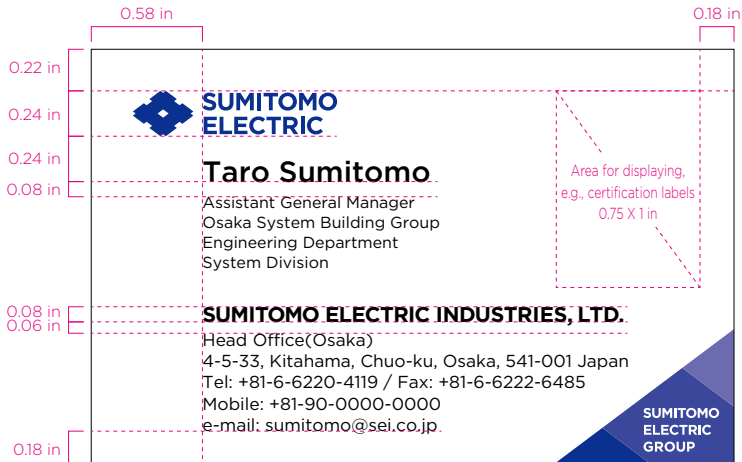 0.58 in
0.18 in
0.22 in
0.24 in
0.24 in
0.08 in
SUMITOMO
ELECTRIC
Taro Sumitomo
Assistant General Manager
Osaka System Building Group
Engineering Department
System Division
Area for displaying,
e.g., certification labels
0.75 X 1 in
0.08 in
0.06 in
SUMITOMO ELECTRIC INDUSTRIES, LTD.
Head Office(Osaka)
4-5-33, Kitahama, Chuo-ku, Osaka, 541-001 Japan
Tel: +81-6-6220-4119 / Fax: +81-6-6222-6485
Mobile: +81-90-0000-0000
e-mail: sumitomo@sei.co.jp
0.18 in
SUMITOMO
ELECTRIC
GROUP